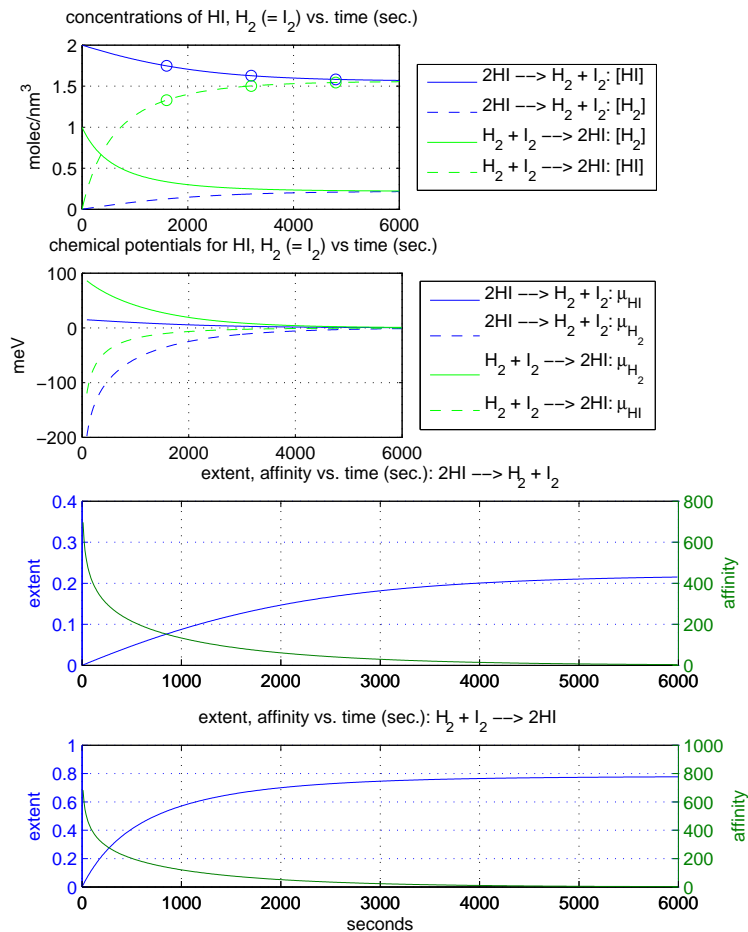 concentrations of HI, H2 (= I2) vs. time (sec.)
2
1.5
1
0.5
0
molec/nm3
0 2000 4000 6000
2HI −−> H2 + I2: [HI]
2HI −−> H2 + I2: [H2]
H2 + I2 −−> 2HI: [H2]
H2 + I2 −−> 2HI: [HI]
chemical potentials for HI, H2 (= I2) vs time (sec.)
100
0
−100
−200
meV
0 2000 4000 6000
2HI −−> H2 + I2: μHI
2HI −−> H2 + I2: μH2
H2 + I2 −−> 2HI: μH2
H2 + I2 −−> 2HI: μHI
extent, affinity vs. time (sec.): 2HI −−> H2 + I2
0.4
0.3
0.2
0.1
0
extent
800
600
400
200
0
affinity
0 1000 2000 3000 4000 5000 6000
extent, affinity vs. time (sec.): H2 + I2 −−> 2HI
1
0.8
0.6
0.4
0.2
0
extent
1000
800
600
400
200
0
affinity
0 1000 2000 3000 4000 5000 6000
seconds